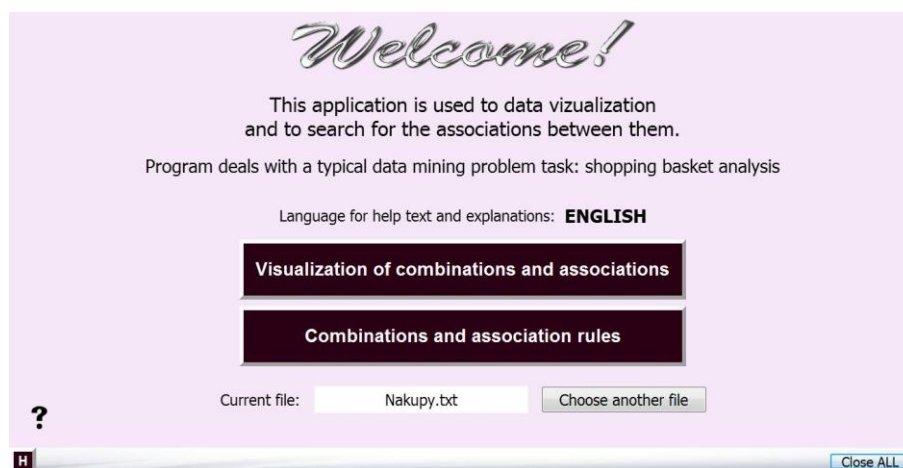 Welcome!
This application is used to data vizualization
and to search for the associations between them.
Program deals with a typical data mining problem task: shopping basket analysis
Language for help text and explanations: ENGLISH
Visualization of combinations and associations
Combinations and association rules
Current file: Nakupy.txt Choose another file
?
H Close ALL